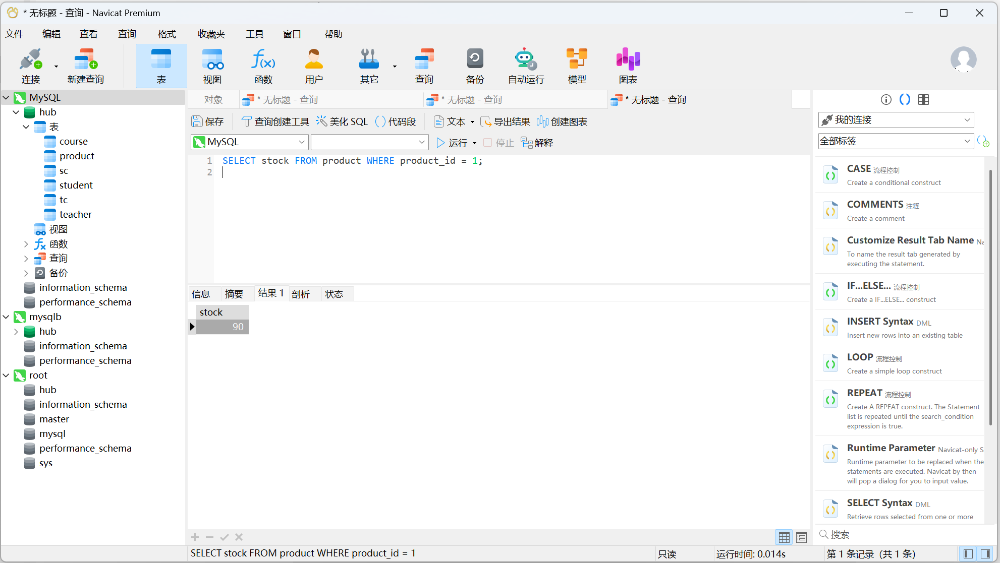 * 无标题 - 查询 - Navicat Premium
文件 编辑 查看 查询 格式 收藏夹 工具 窗口 帮助
连接 新建查询 表 视图 函数 用户 其它 查询 备份 自动运行 模型 图表
MySQL
hub
表
course
product
sc
student
tc
teacher
视图
函数
查询
备份
information_schema
performance_schema
mysqlb
hub
information_schema
performance_schema
root
hub
information_schema
master
mysql
performance_schema
sys
对象 * 无标题 - 查询 * 无标题 - 查询 * 无标题 - 查询
保存 查询创建工具 美化 SQL 代码段 文本 导出结果 创建图表
MySQL 运行 停止 解释
1 SELECT stock FROM product WHERE product_id = 1;
2
信息 摘要 结果 1 剖析 状态
stock
90
我的连接
全部标签
CASE 流程控制
Create a conditional construct
COMMENTS 注释
Create a comment
Customize Result Tab Name Na
To name the result tab generated by
executing the statement.
IF...ELSE... 流程控制
Create a IF...ELSE... construct
INSERT Syntax DML
Insert new rows into an existing table
LOOP 流程控制
Create a simple loop construct
REPEAT 流程控制
Create A REPEAT construct. The Statement
list is repeated until the search_condition
expression is true.
Runtime Parameter Navicat-only S
Runtime parameter to be replaced when the
statements are executed. Navicat by then
will pop a dialog for you to input value.
SELECT Syntax DML
Retrieve rows selected from one or more
搜索
SELECT stock FROM product WHERE product_id = 1 只读 运行时间: 0.014s 第 1 条记录 (共 1 条)